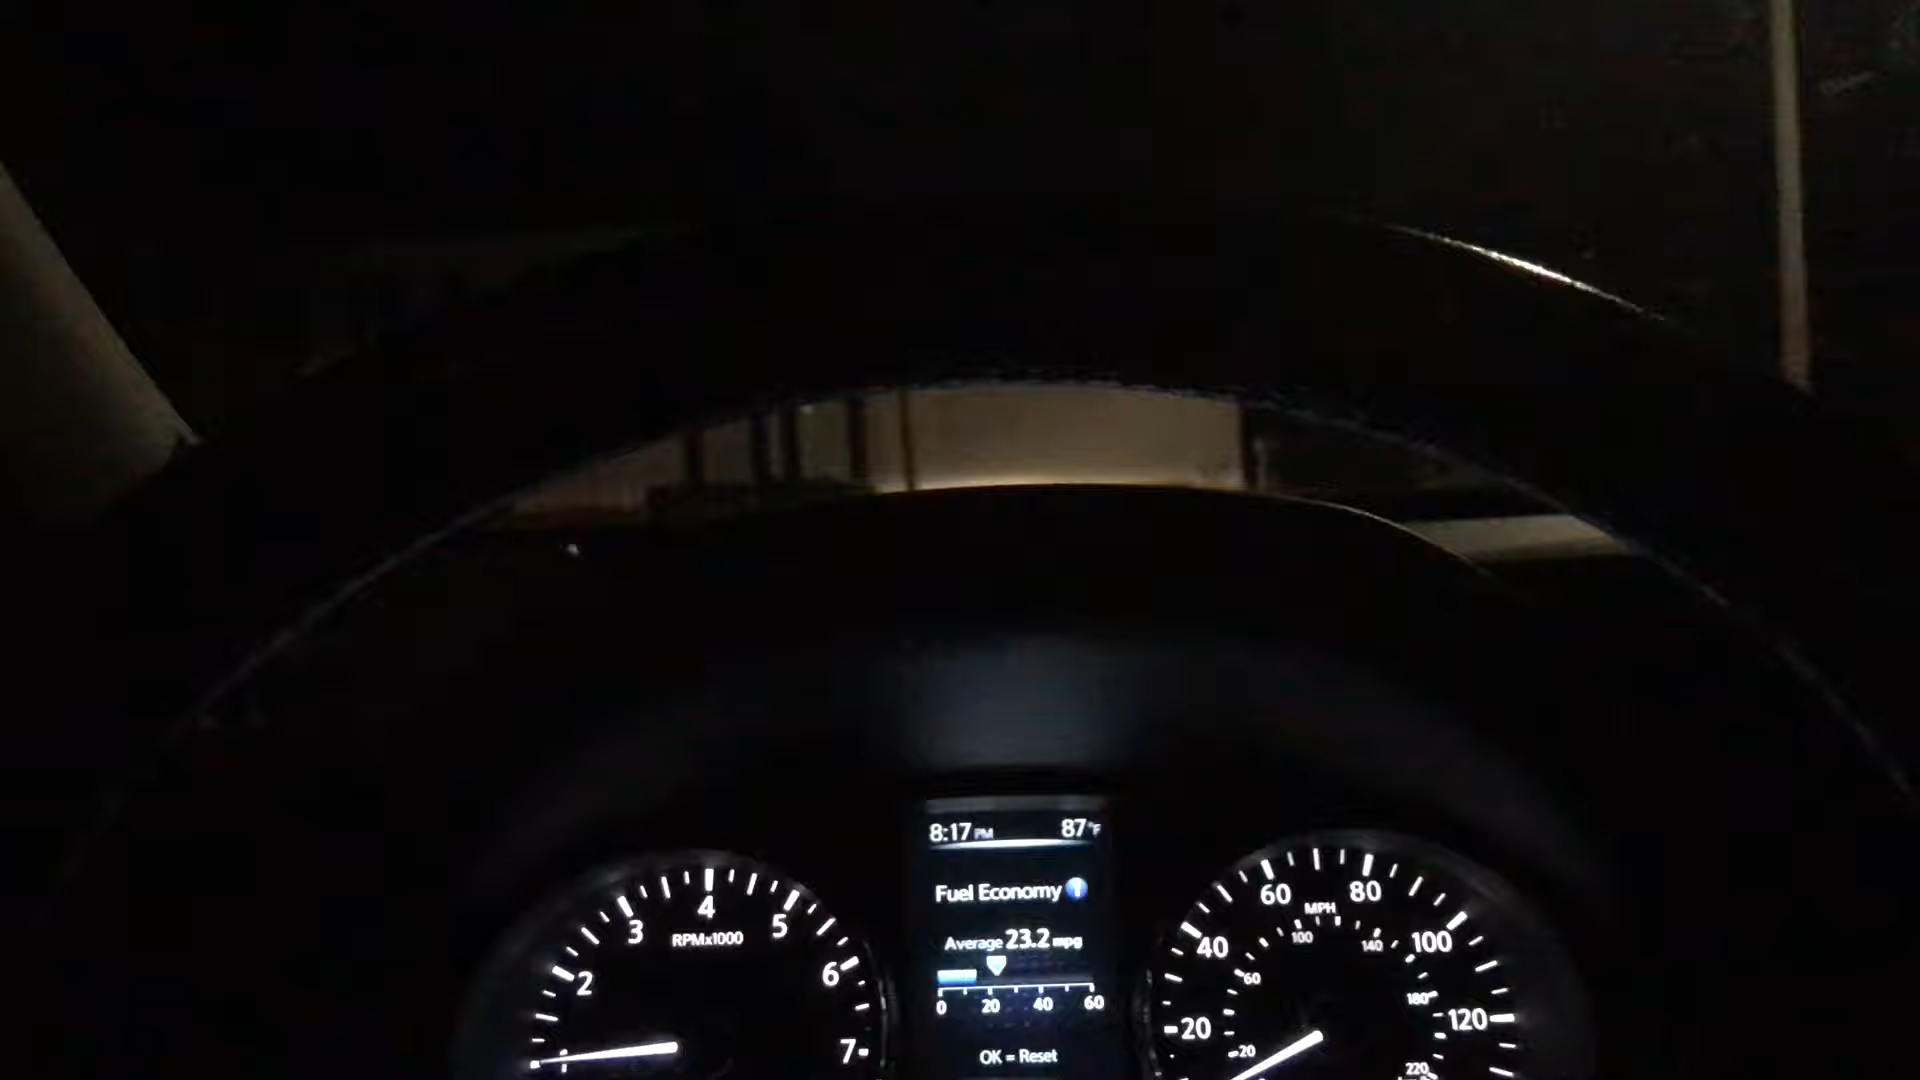 8:17 PM 87 °F
Fuel Economy
Average 23.2 mpg
0 20 40 60
OK = Reset
2 3 4 5 6 7
RPMx1000
20 40 60 80 100 120
MPH
20 60 100 140 180 220